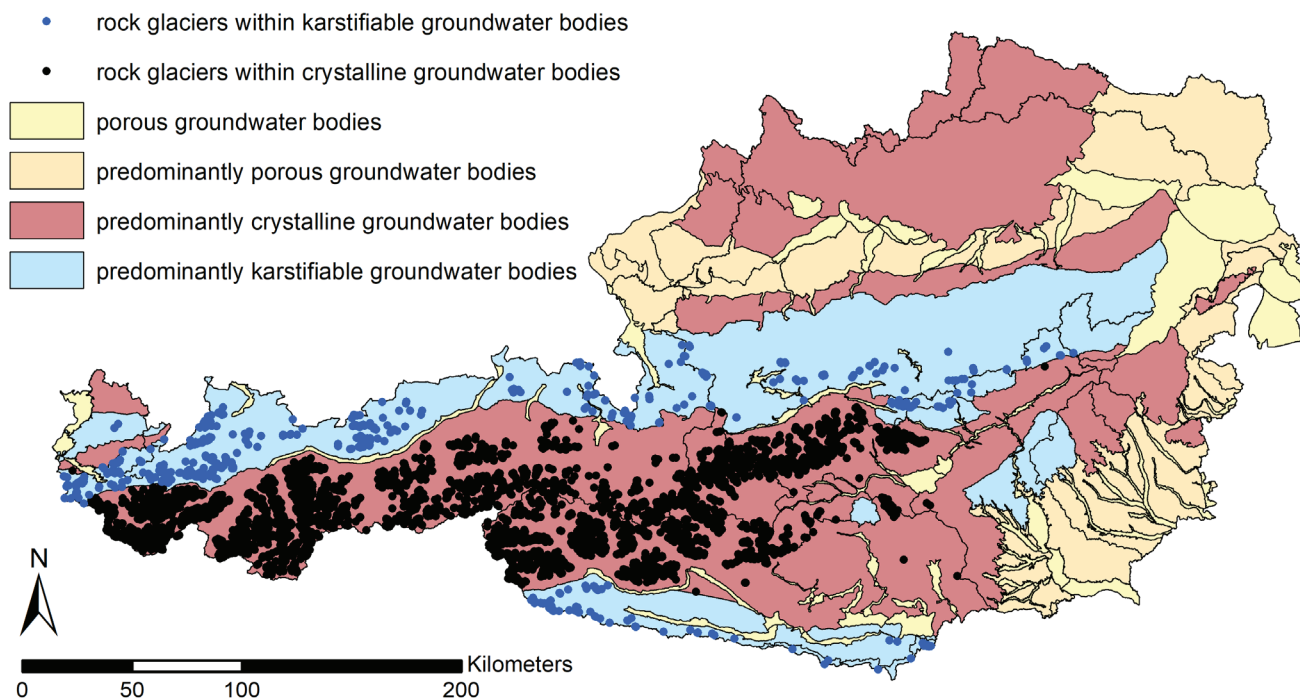 rock glaciers within karstifiable groundwater bodies
rock glaciers within crystalline groundwater bodies
porous groundwater bodies
predominantly porous groundwater bodies
predominantly crystalline groundwater bodies
predominantly karstifiable groundwater bodies
N
Kilometers
0 50 100 200